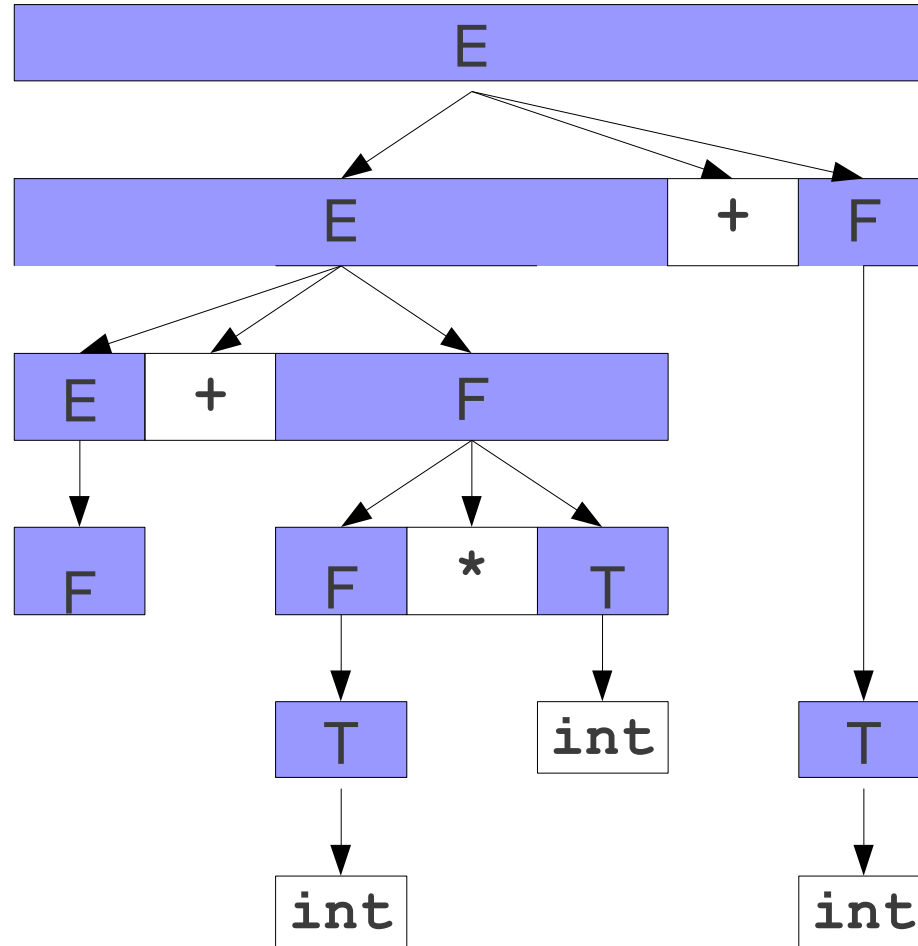 E
E + F
E + F
F F * T
T int T
int int